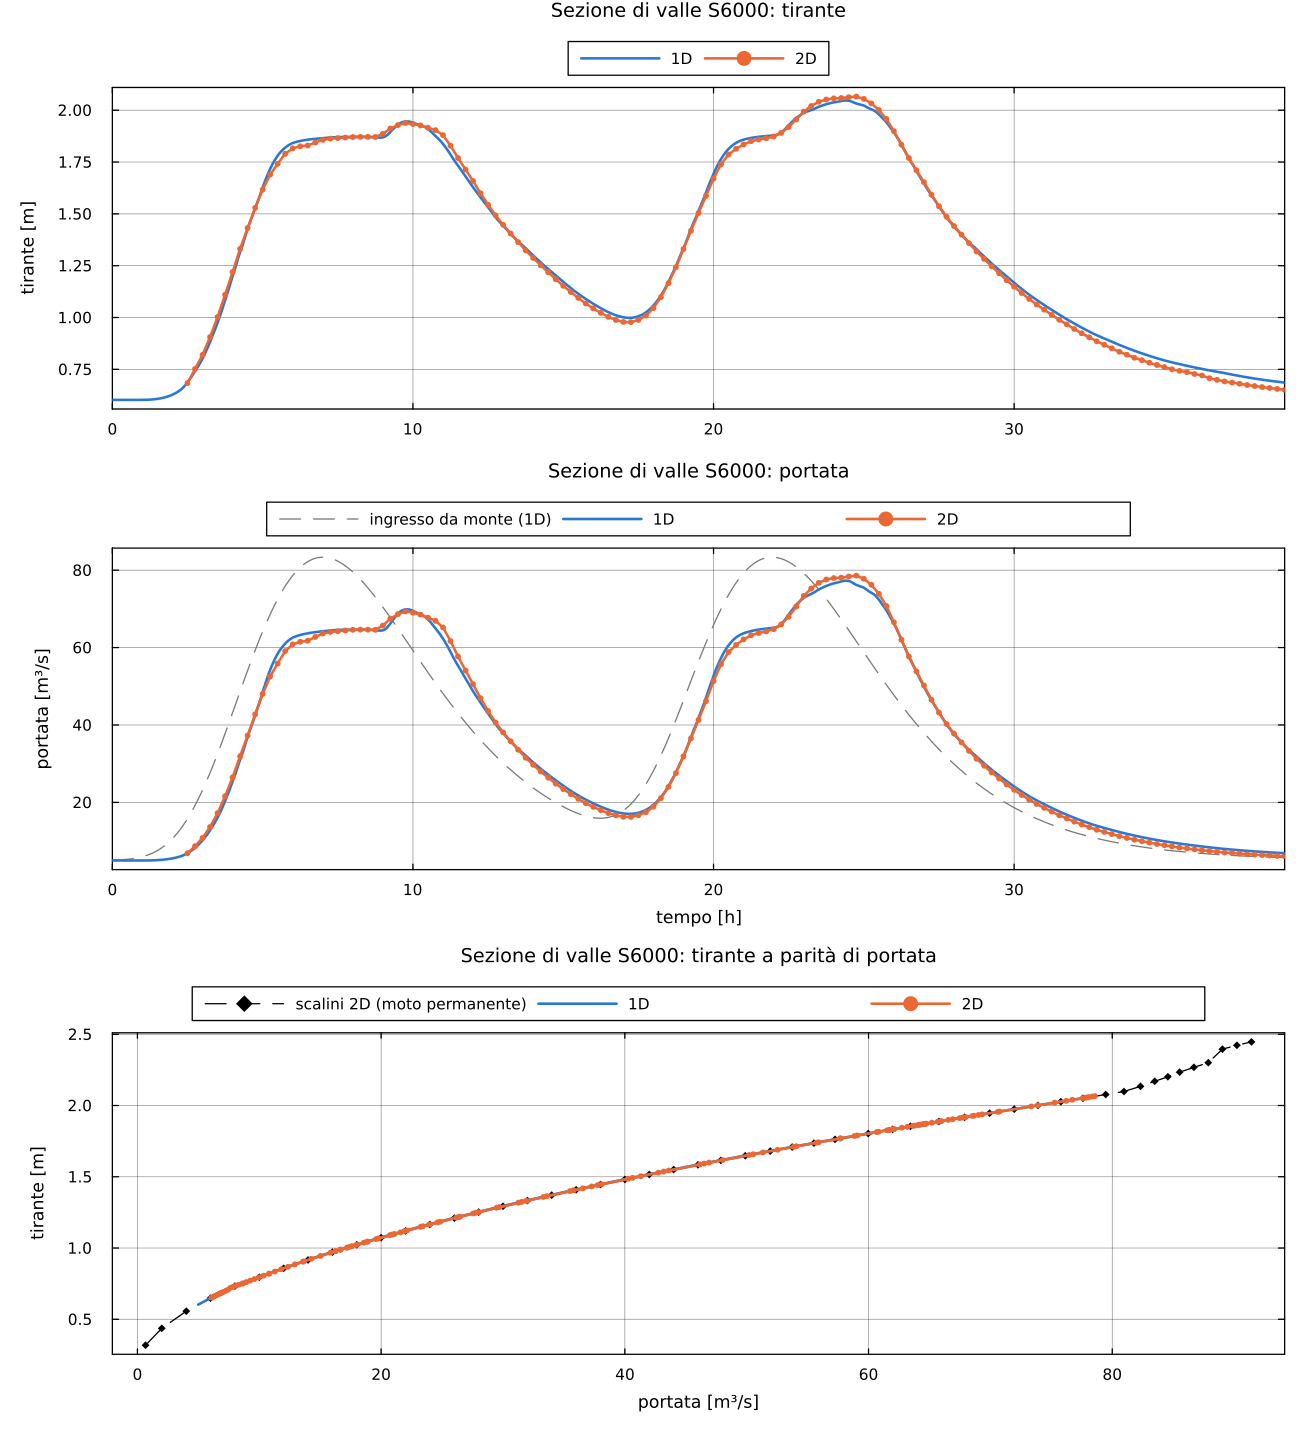 Sezione di valle S6000: tirante
1D 2D
2.00
1.75
1.50
1.25
1.00
0.75
tirante [m]
0 10 20 30
Sezione di valle S6000: portata
ingresso da monte (1D) 1D 2D
80
60
40
20
portata [m³/s]
0 10 20 30
tempo [h]
Sezione di valle S6000: tirante a parità di portata
scalini 2D (moto permanente) 1D 2D
2.5
2.0
1.5
1.0
0.5
tirante [m]
0 20 40 60 80
portata [m³/s]